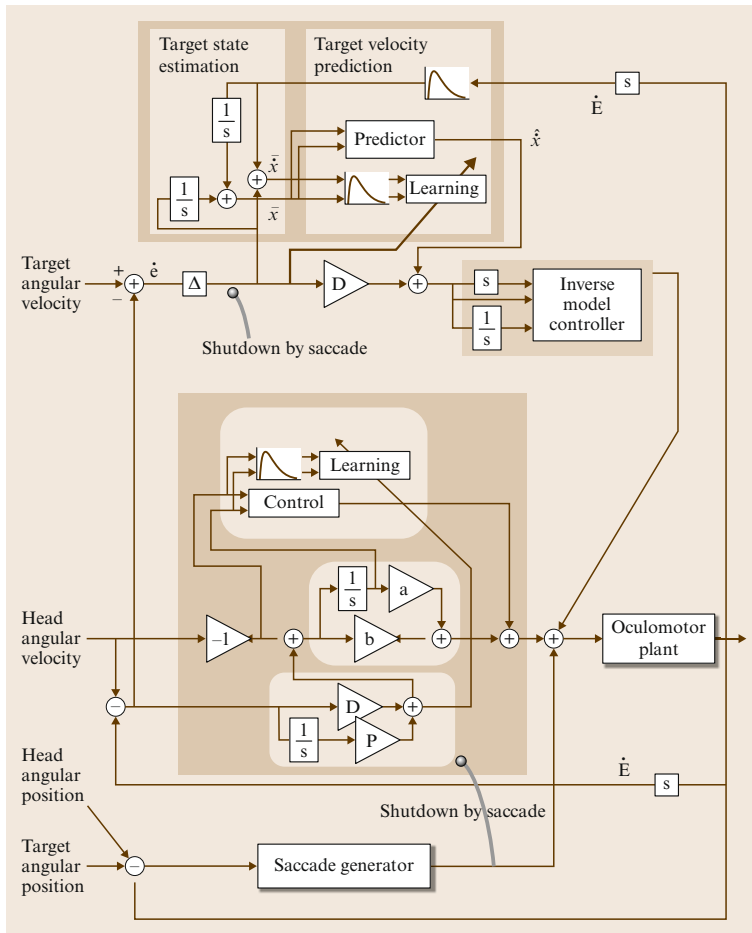 Target state
estimation
Target velocity
prediction
s
Ė
1
s
Predictor
x̂̇
x̄̇
1
s
+
+
Learning
x̄
Target
angular
velocity
+
−
+
ė
Δ
D
+
s
1
s
Inverse
model
controller
Shutdown by saccade
Learning
Control
1
s
a
Head
angular
velocity
–1
+
b
+
+
+
Oculomotor
plant
−
D
+
1
s
P
Head
angular
position
Ė
s
Shutdown by saccade
Target
angular
position
−
Saccade generator